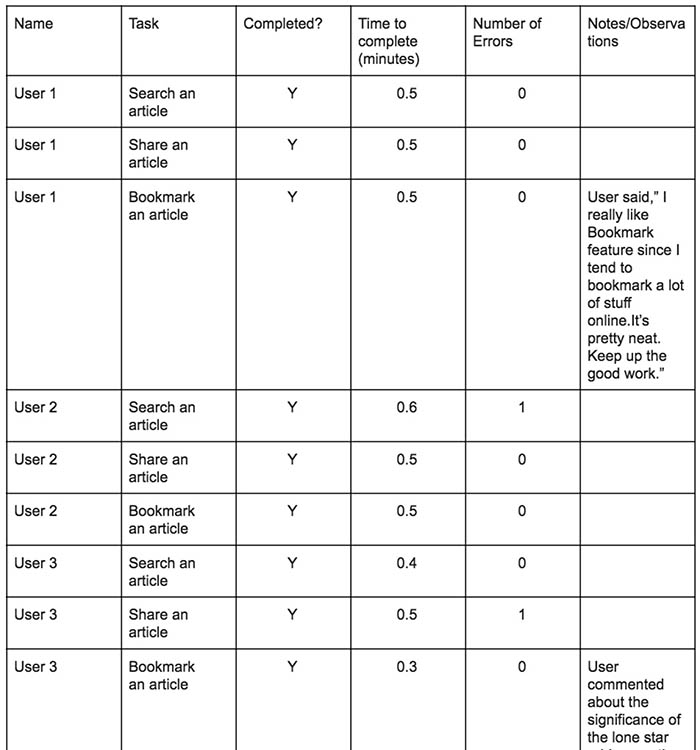 Name Task Completed? Time to complete (minutes) Number of Errors Notes/Observations
User 1 Search an article Y 0.5 0
User 1 Share an article Y 0.5 0
User 1 Bookmark an article Y 0.5 0 User said,” I really like Bookmark feature since I tend to bookmark a lot of stuff online.It’s pretty neat. Keep up the good work.”
User 2 Search an article Y 0.6 1
User 2 Share an article Y 0.5 0
User 2 Bookmark an article Y 0.5 0
User 3 Search an article Y 0.4 0
User 3 Share an article Y 0.5 1
User 3 Bookmark an article Y 0.3 0 User commented about the significance of the lone star